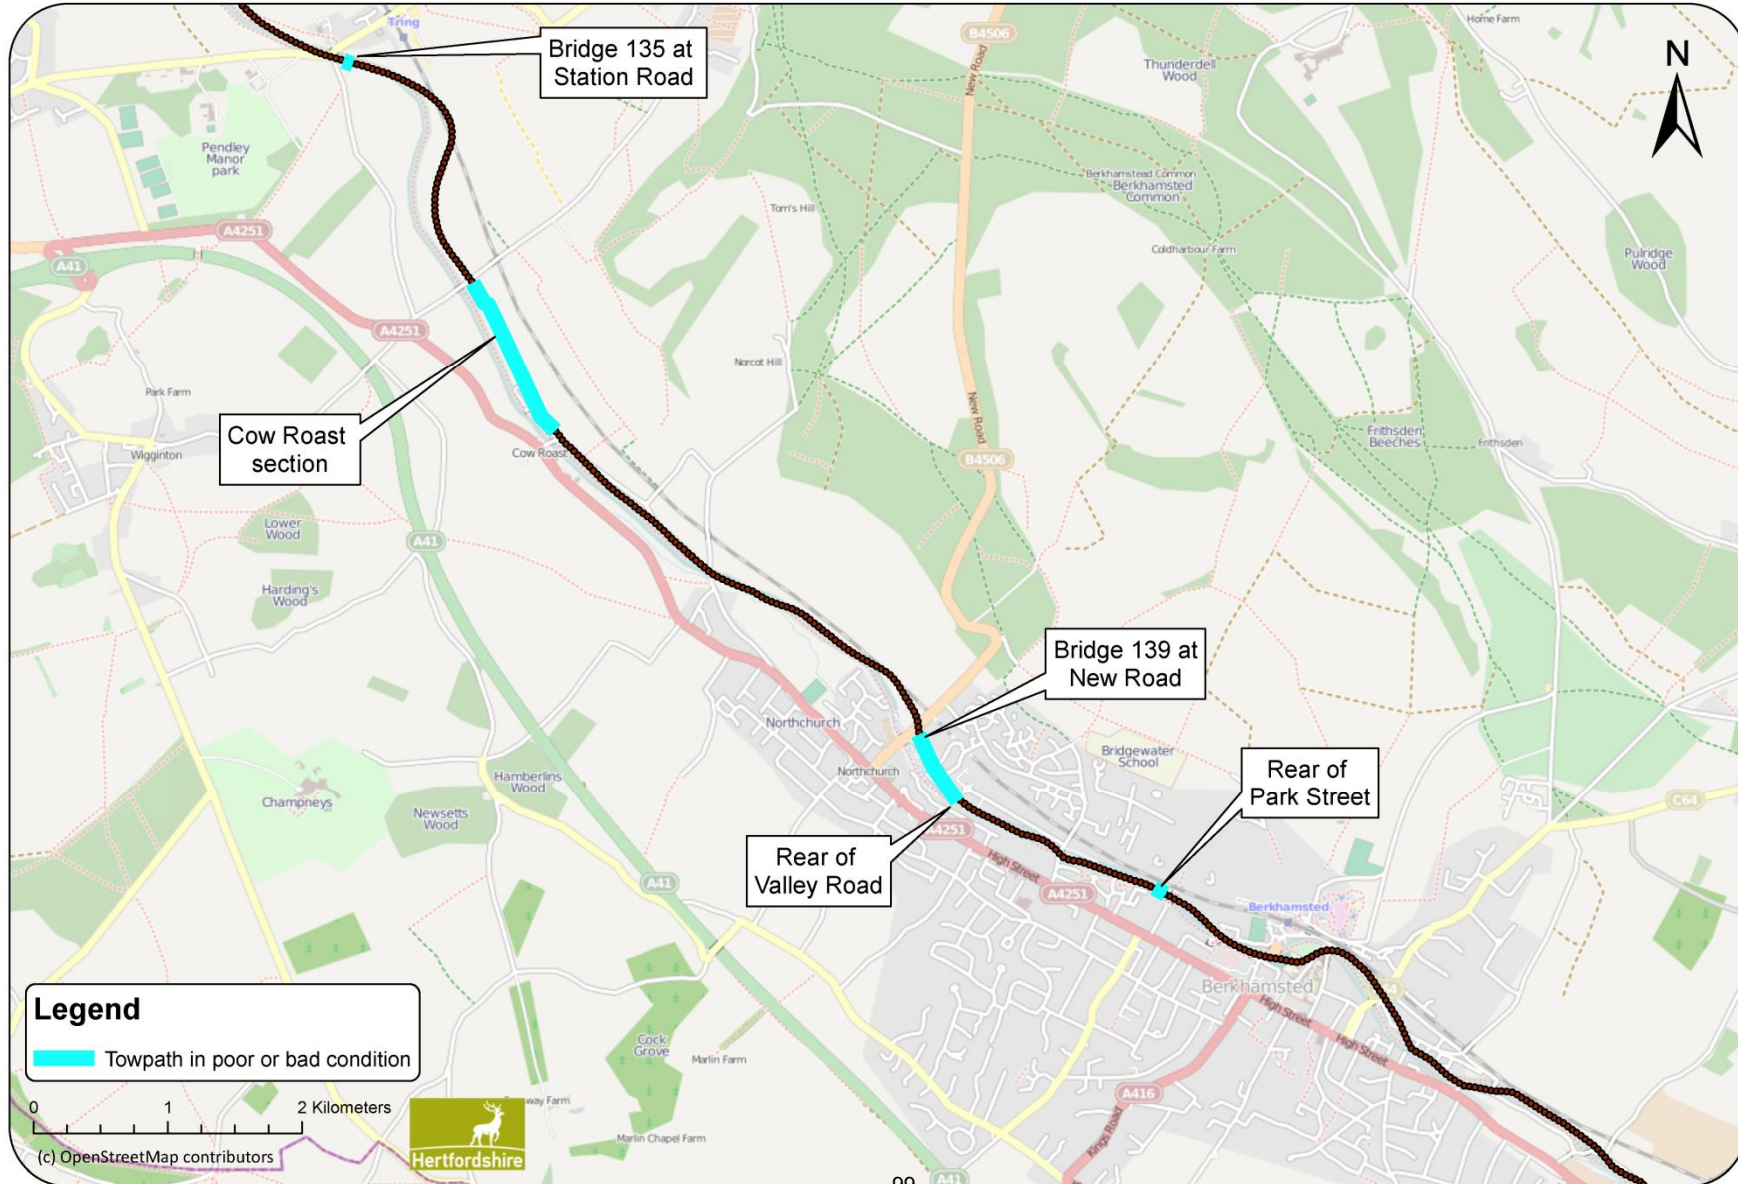 Tring
Bridge 135 at
Station Road
B4506
New Road
Home Farm
Thunderdell
Wood
N
Pendley
Manor
park
Berkhamstead Common
Berkhamsted
Common
Tom's Hill
A4251
A41
Coldharbour Farm
Pulridge
Wood
A4251
Norcot Hill
Park Farm
New Road
Cow Roast
section
Wigginton
Cow Roast
B4506
Frithsden
Beeches
Frithsden
Lower
Wood
A41
Harding's
Wood
Bridge 139 at
New Road
Northchurch
Bridgewater
School
Rear of
Park Street
Northchurch
Hamberlins
Wood
Champneys
Newsetts
Wood
C64
A4251
Rear of
Valley Road
High Street
A41
A4251
Berkhamsted
Berkhamsted
High Street
High Street
Legend
Towpath in poor or bad condition
Cock
Grove
Marlin Farm
0 1 2 Kilometers
A416
Kings Road
Marlin Chapel Farm
(c) OpenStreetMap contributors
Hertfordshire
A41
99